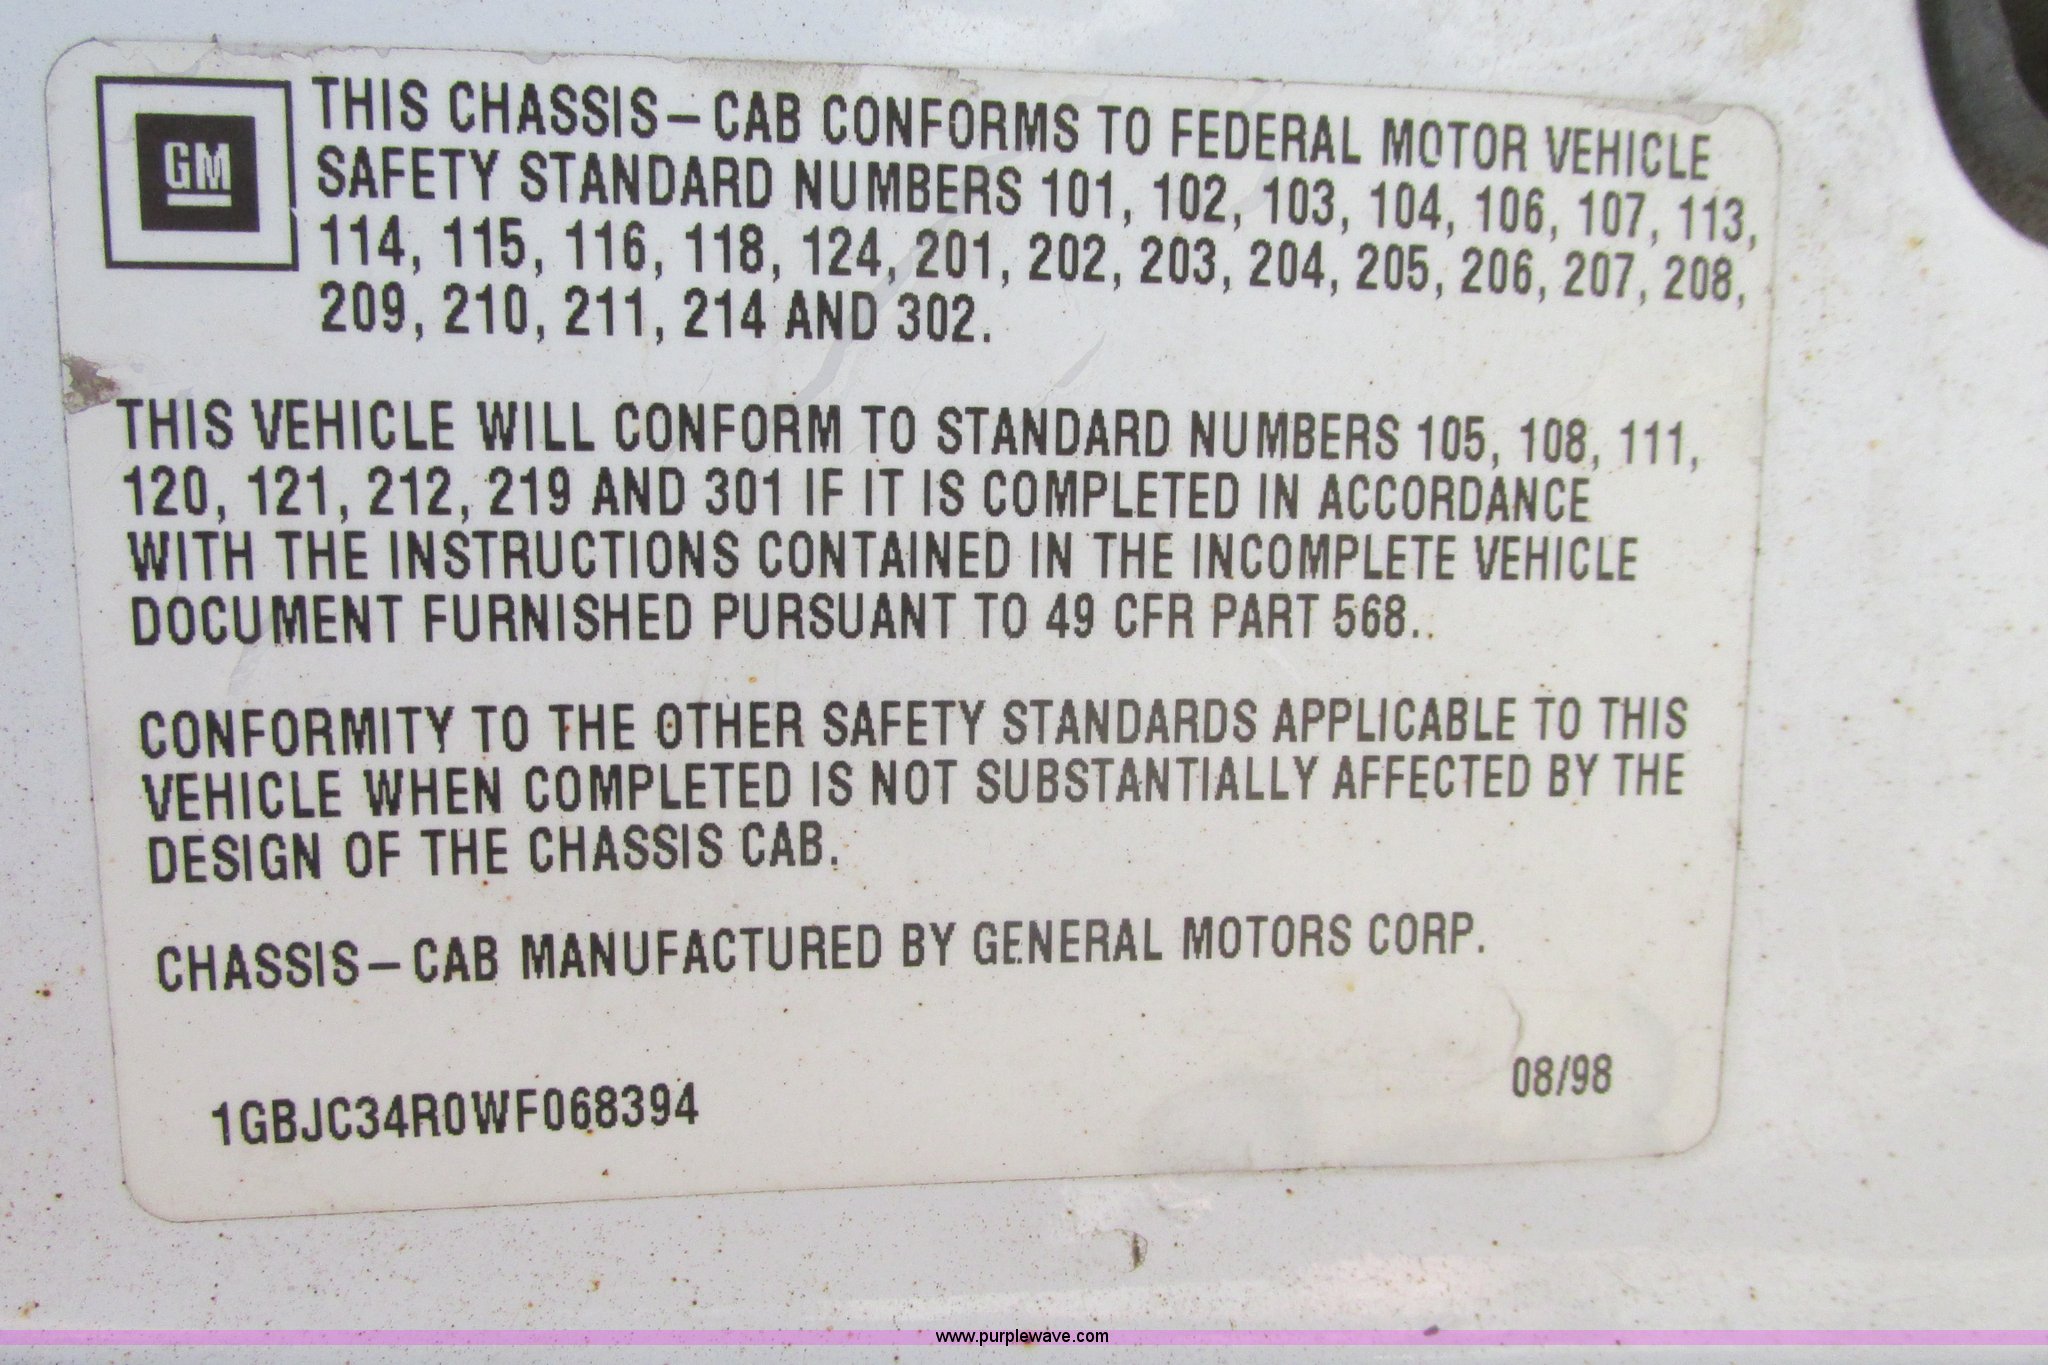 GM
THIS CHASSIS–CAB CONFORMS TO FEDERAL MOTOR VEHICLE
SAFETY STANDARD NUMBERS 101, 102, 103, 104, 106, 107, 113,
114, 115, 116, 118, 124, 201, 202, 203, 204, 205, 206, 207, 208,
209, 210, 211, 214 AND 302.
THIS VEHICLE WILL CONFORM TO STANDARD NUMBERS 105, 108, 111,
120, 121, 212, 219 AND 301 IF IT IS COMPLETED IN ACCORDANCE
WITH THE INSTRUCTIONS CONTAINED IN THE INCOMPLETE VEHICLE
DOCUMENT FURNISHED PURSUANT TO 49 CFR PART 568..
CONFORMITY TO THE OTHER SAFETY STANDARDS APPLICABLE TO THIS
VEHICLE WHEN COMPLETED IS NOT SUBSTANTIALLY AFFECTED BY THE
DESIGN OF THE CHASSIS CAB.
CHASSIS–CAB MANUFACTURED BY GENERAL MOTORS CORP.
08/98
1GBJC34R0WF068394
www.purplewave.com